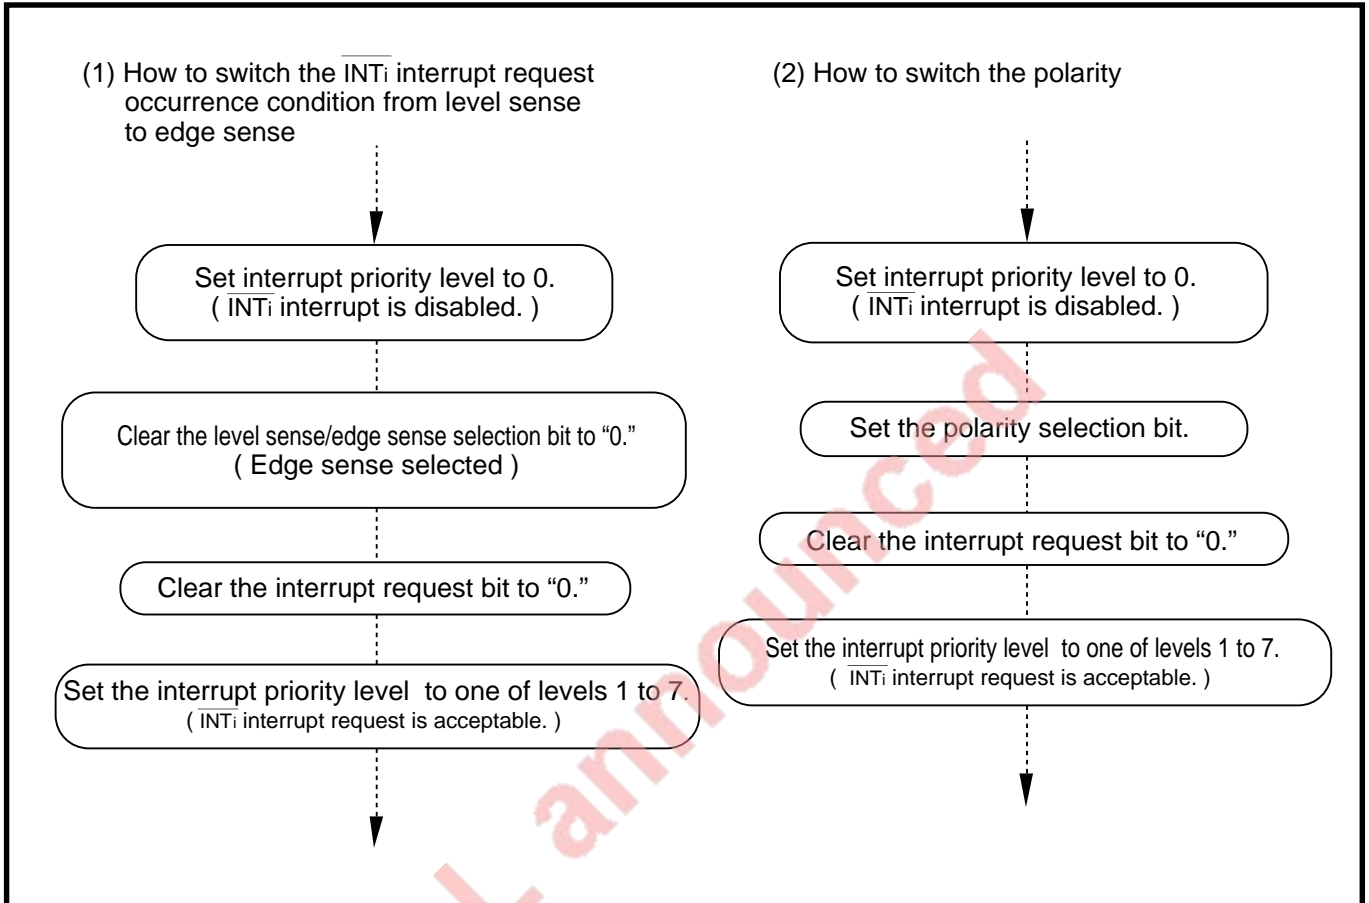 (1) How to switch the INTi interrupt request
occurrence condition from level sense
to edge sense
Set interrupt priority level to 0.
( INTi interrupt is disabled. )
Clear the level sense/edge sense selection bit to “0.”
( Edge sense selected )
Clear the interrupt request bit to “0.”
Set the interrupt priority level to one of levels 1 to 7.
( INTi interrupt request is acceptable. )
(2) How to switch the polarity
Set interrupt priority level to 0.
( INTi interrupt is disabled. )
Set the polarity selection bit.
Clear the interrupt request bit to “0.”
Set the interrupt priority level to one of levels 1 to 7.
( INTi interrupt request is acceptable. )
L announced